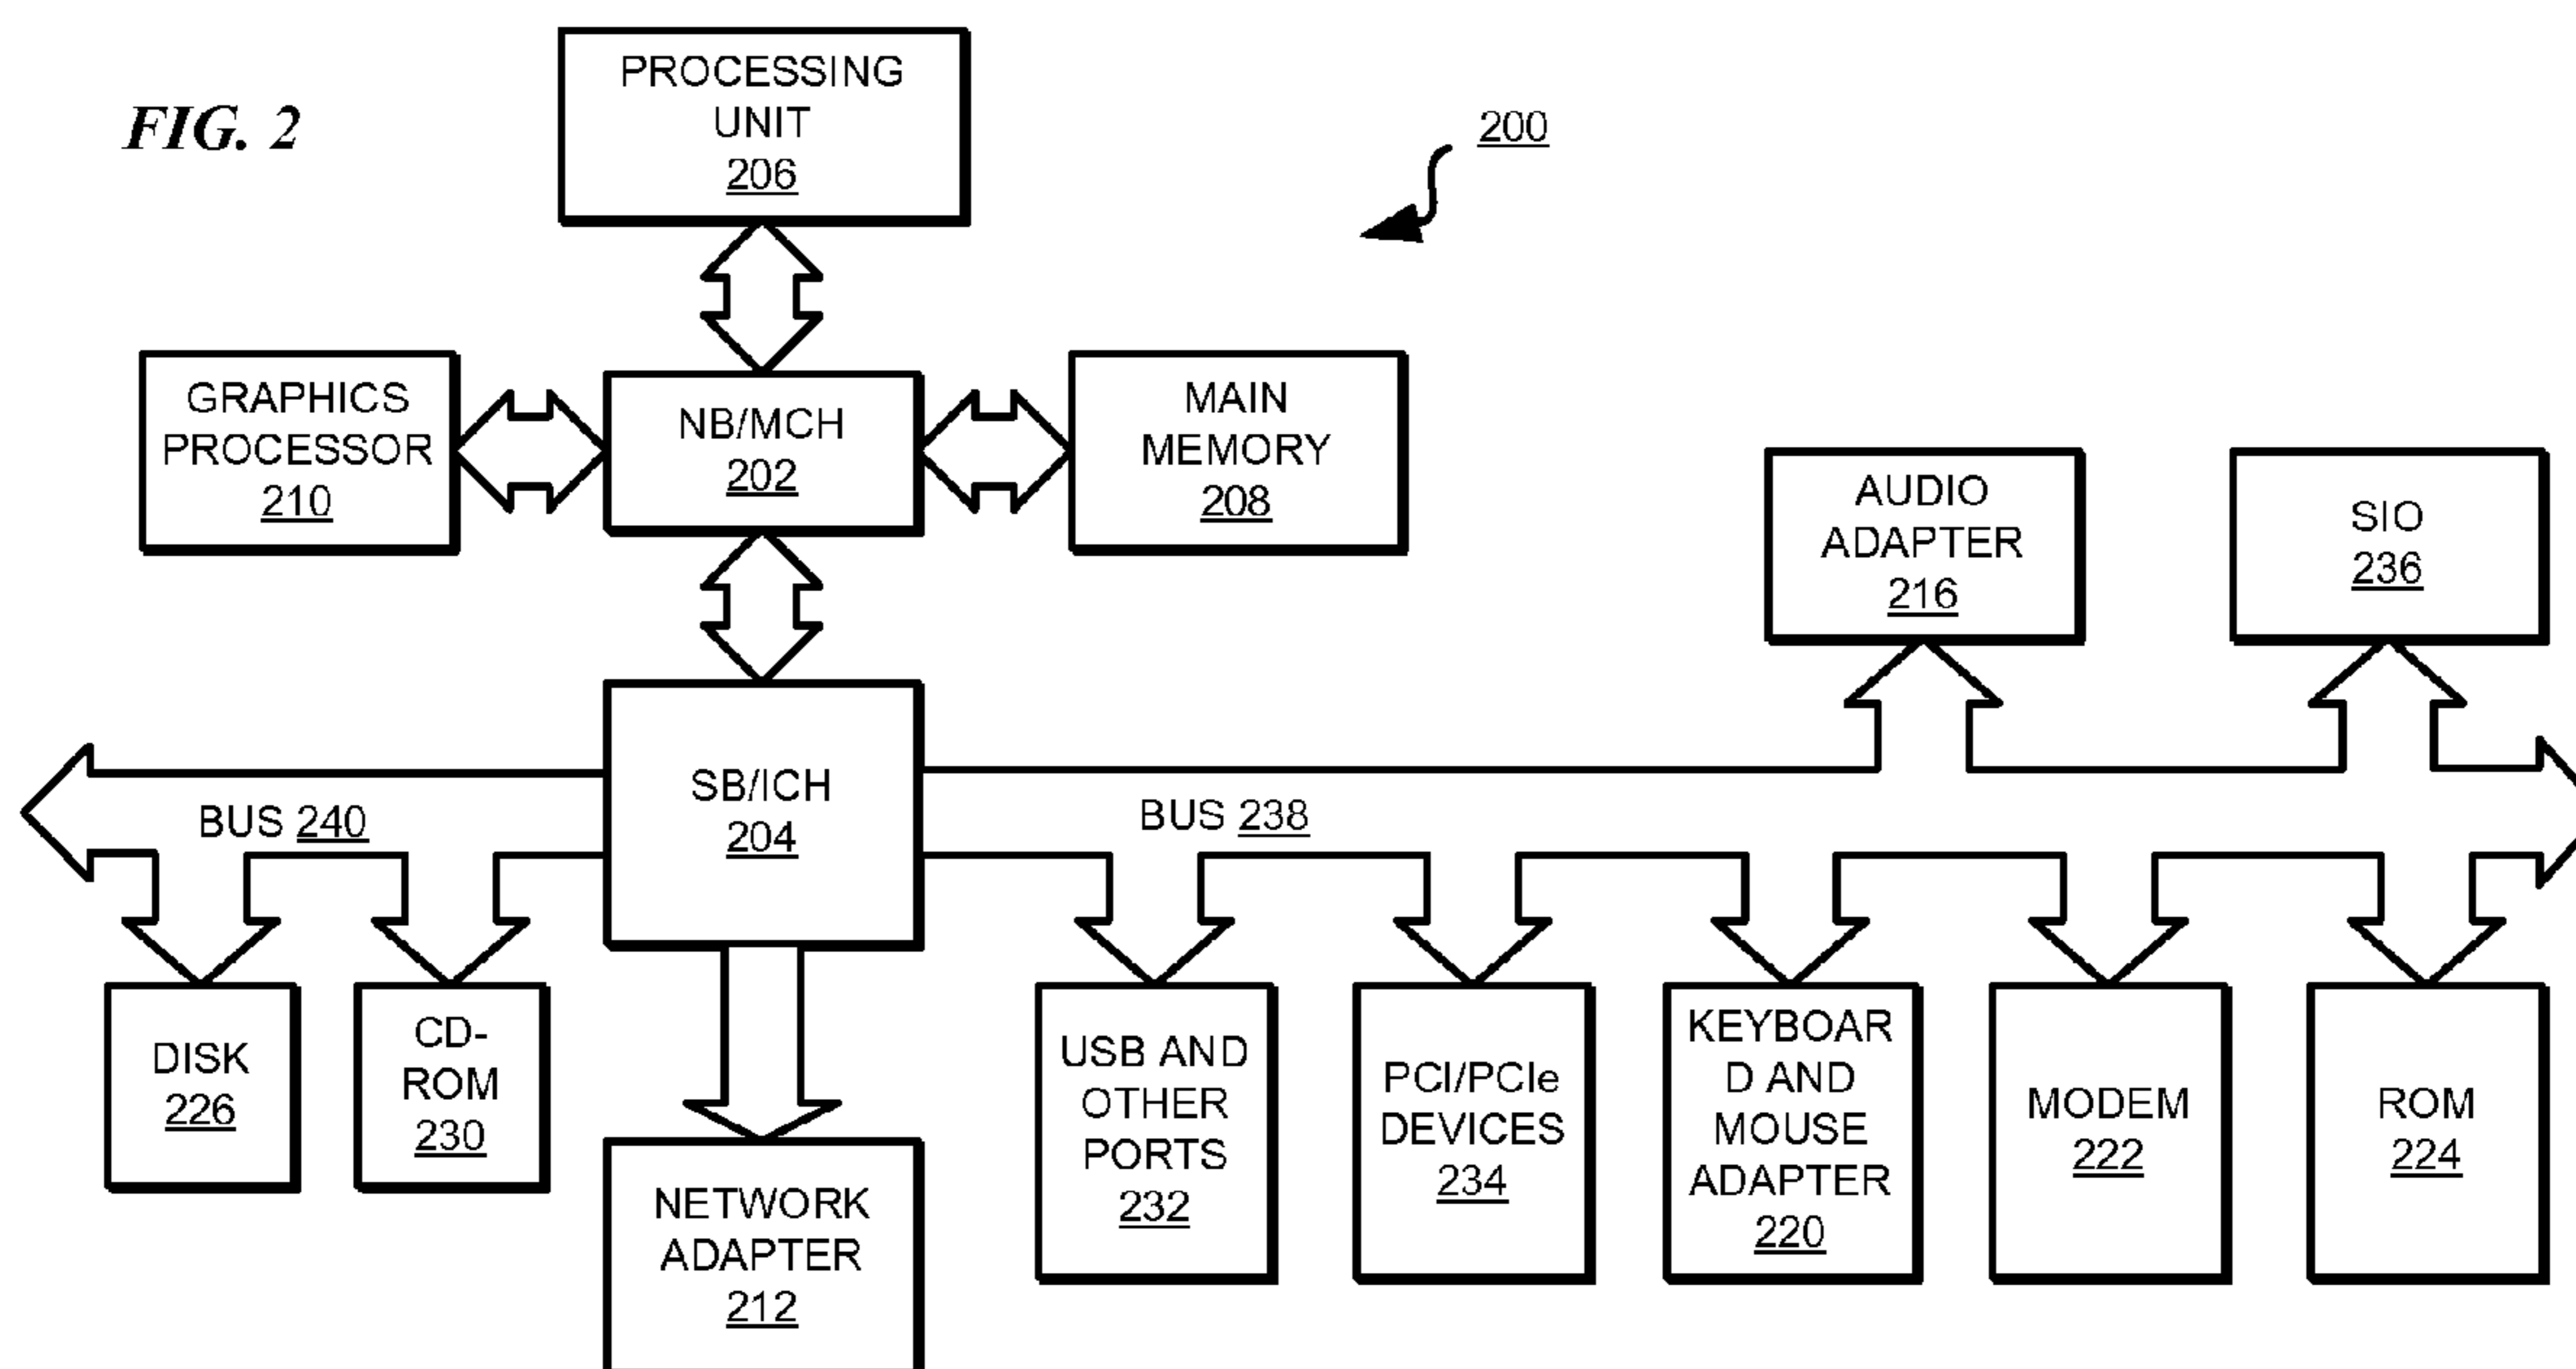 FIG. 2
PROCESSING
UNIT
206
200
GRAPHICS
PROCESSOR
210
NB/MCH
202
MAIN
MEMORY
208
AUDIO
ADAPTER
216
SIO
236
SB/ICH
204
BUS 240
BUS 238
DISK
226
CD-
ROM
230
NETWORK
ADAPTER
212
USB AND
OTHER
PORTS
232
PCI/PCIe
DEVICES
234
KEYBOAR
D AND
MOUSE
ADAPTER
220
MODEM
222
ROM
224